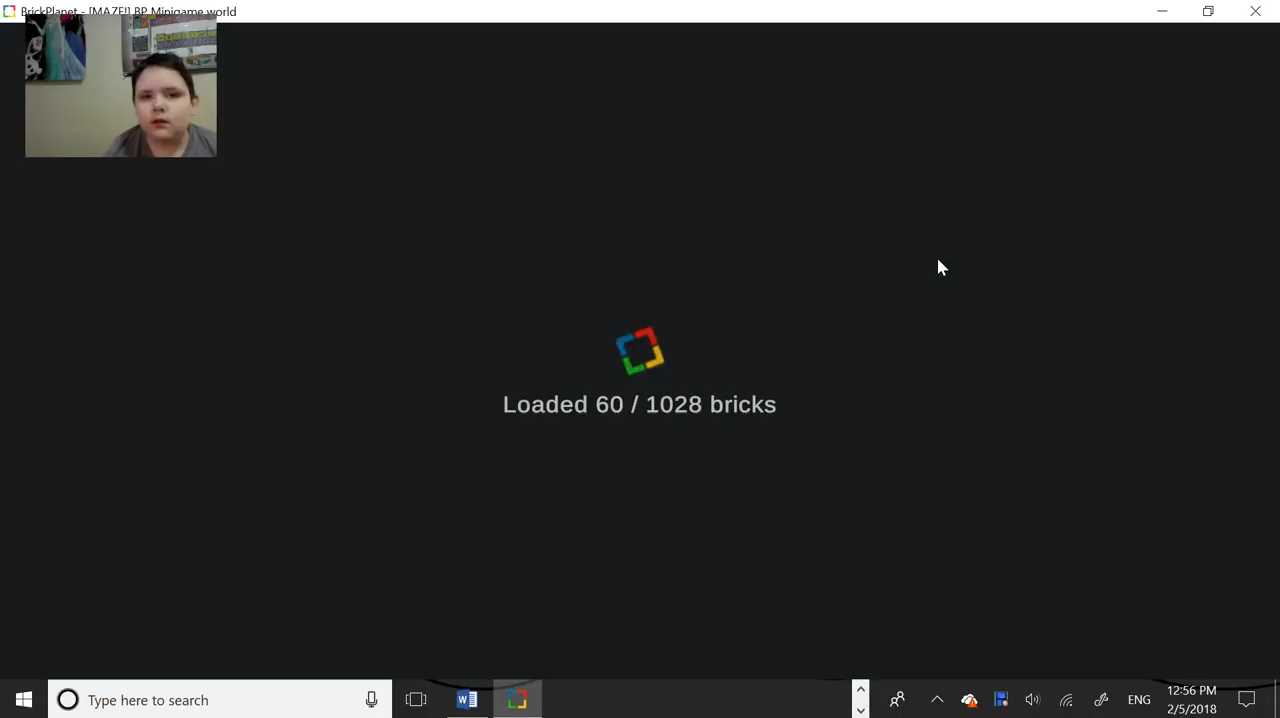 BrickPlanet - [MAZE!] BP Minigame world
Loaded 60 / 1028 bricks
Type here to search
W
ENG
12:56 PM
2/5/2018